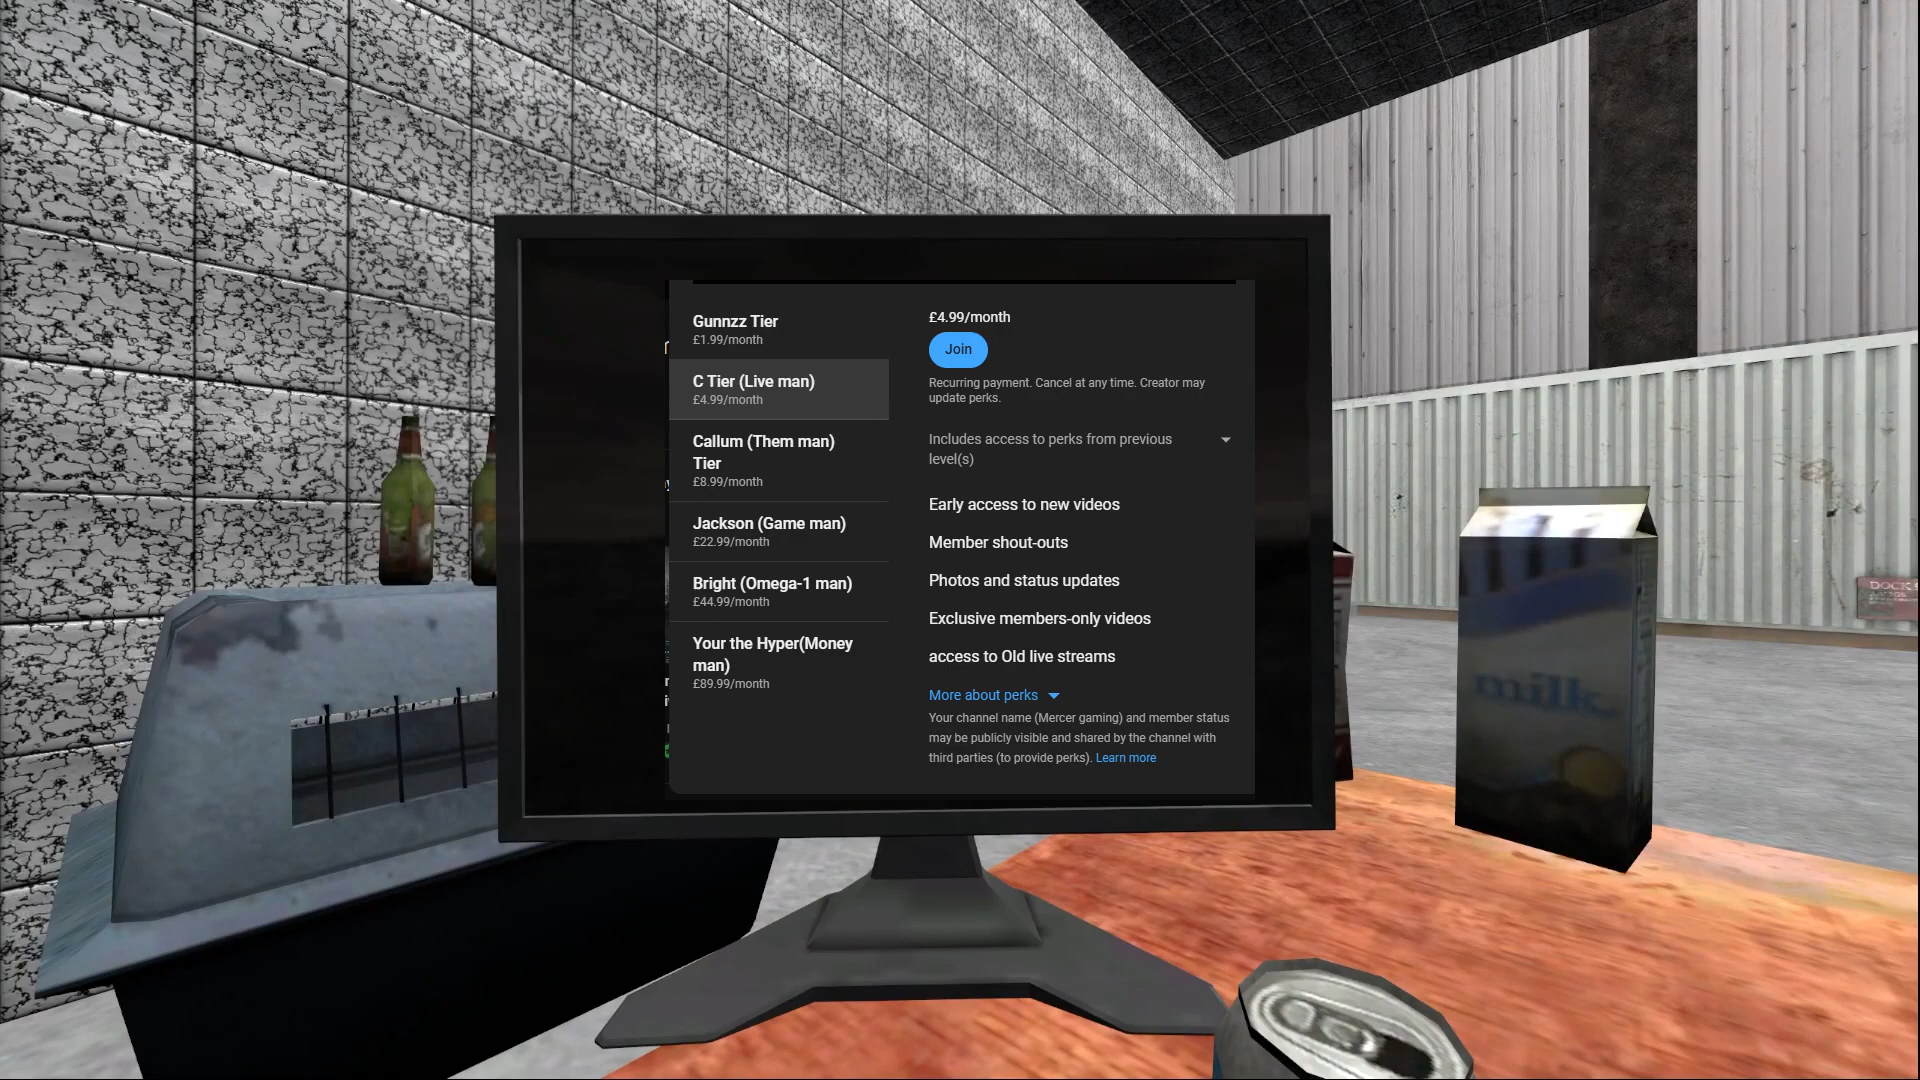 Gunnzz Tier
£1.99/month
C Tier (Live man)
£4.99/month
Callum (Them man)
Tier
£8.99/month
Jackson (Game man)
£22.99/month
Bright (Omega-1 man)
£44.99/month
Your the Hyper(Money
man)
£89.99/month
£4.99/month
Join
Recurring payment. Cancel at any time. Creator may
update perks.
Includes access to perks from previous
level(s)
Early access to new videos
Member shout-outs
Photos and status updates
Exclusive members-only videos
access to Old live streams
More about perks
Your channel name (Mercer gaming) and member status
may be publicly visible and shared by the channel with
third parties (to provide perks). Learn more
milk
DOCK